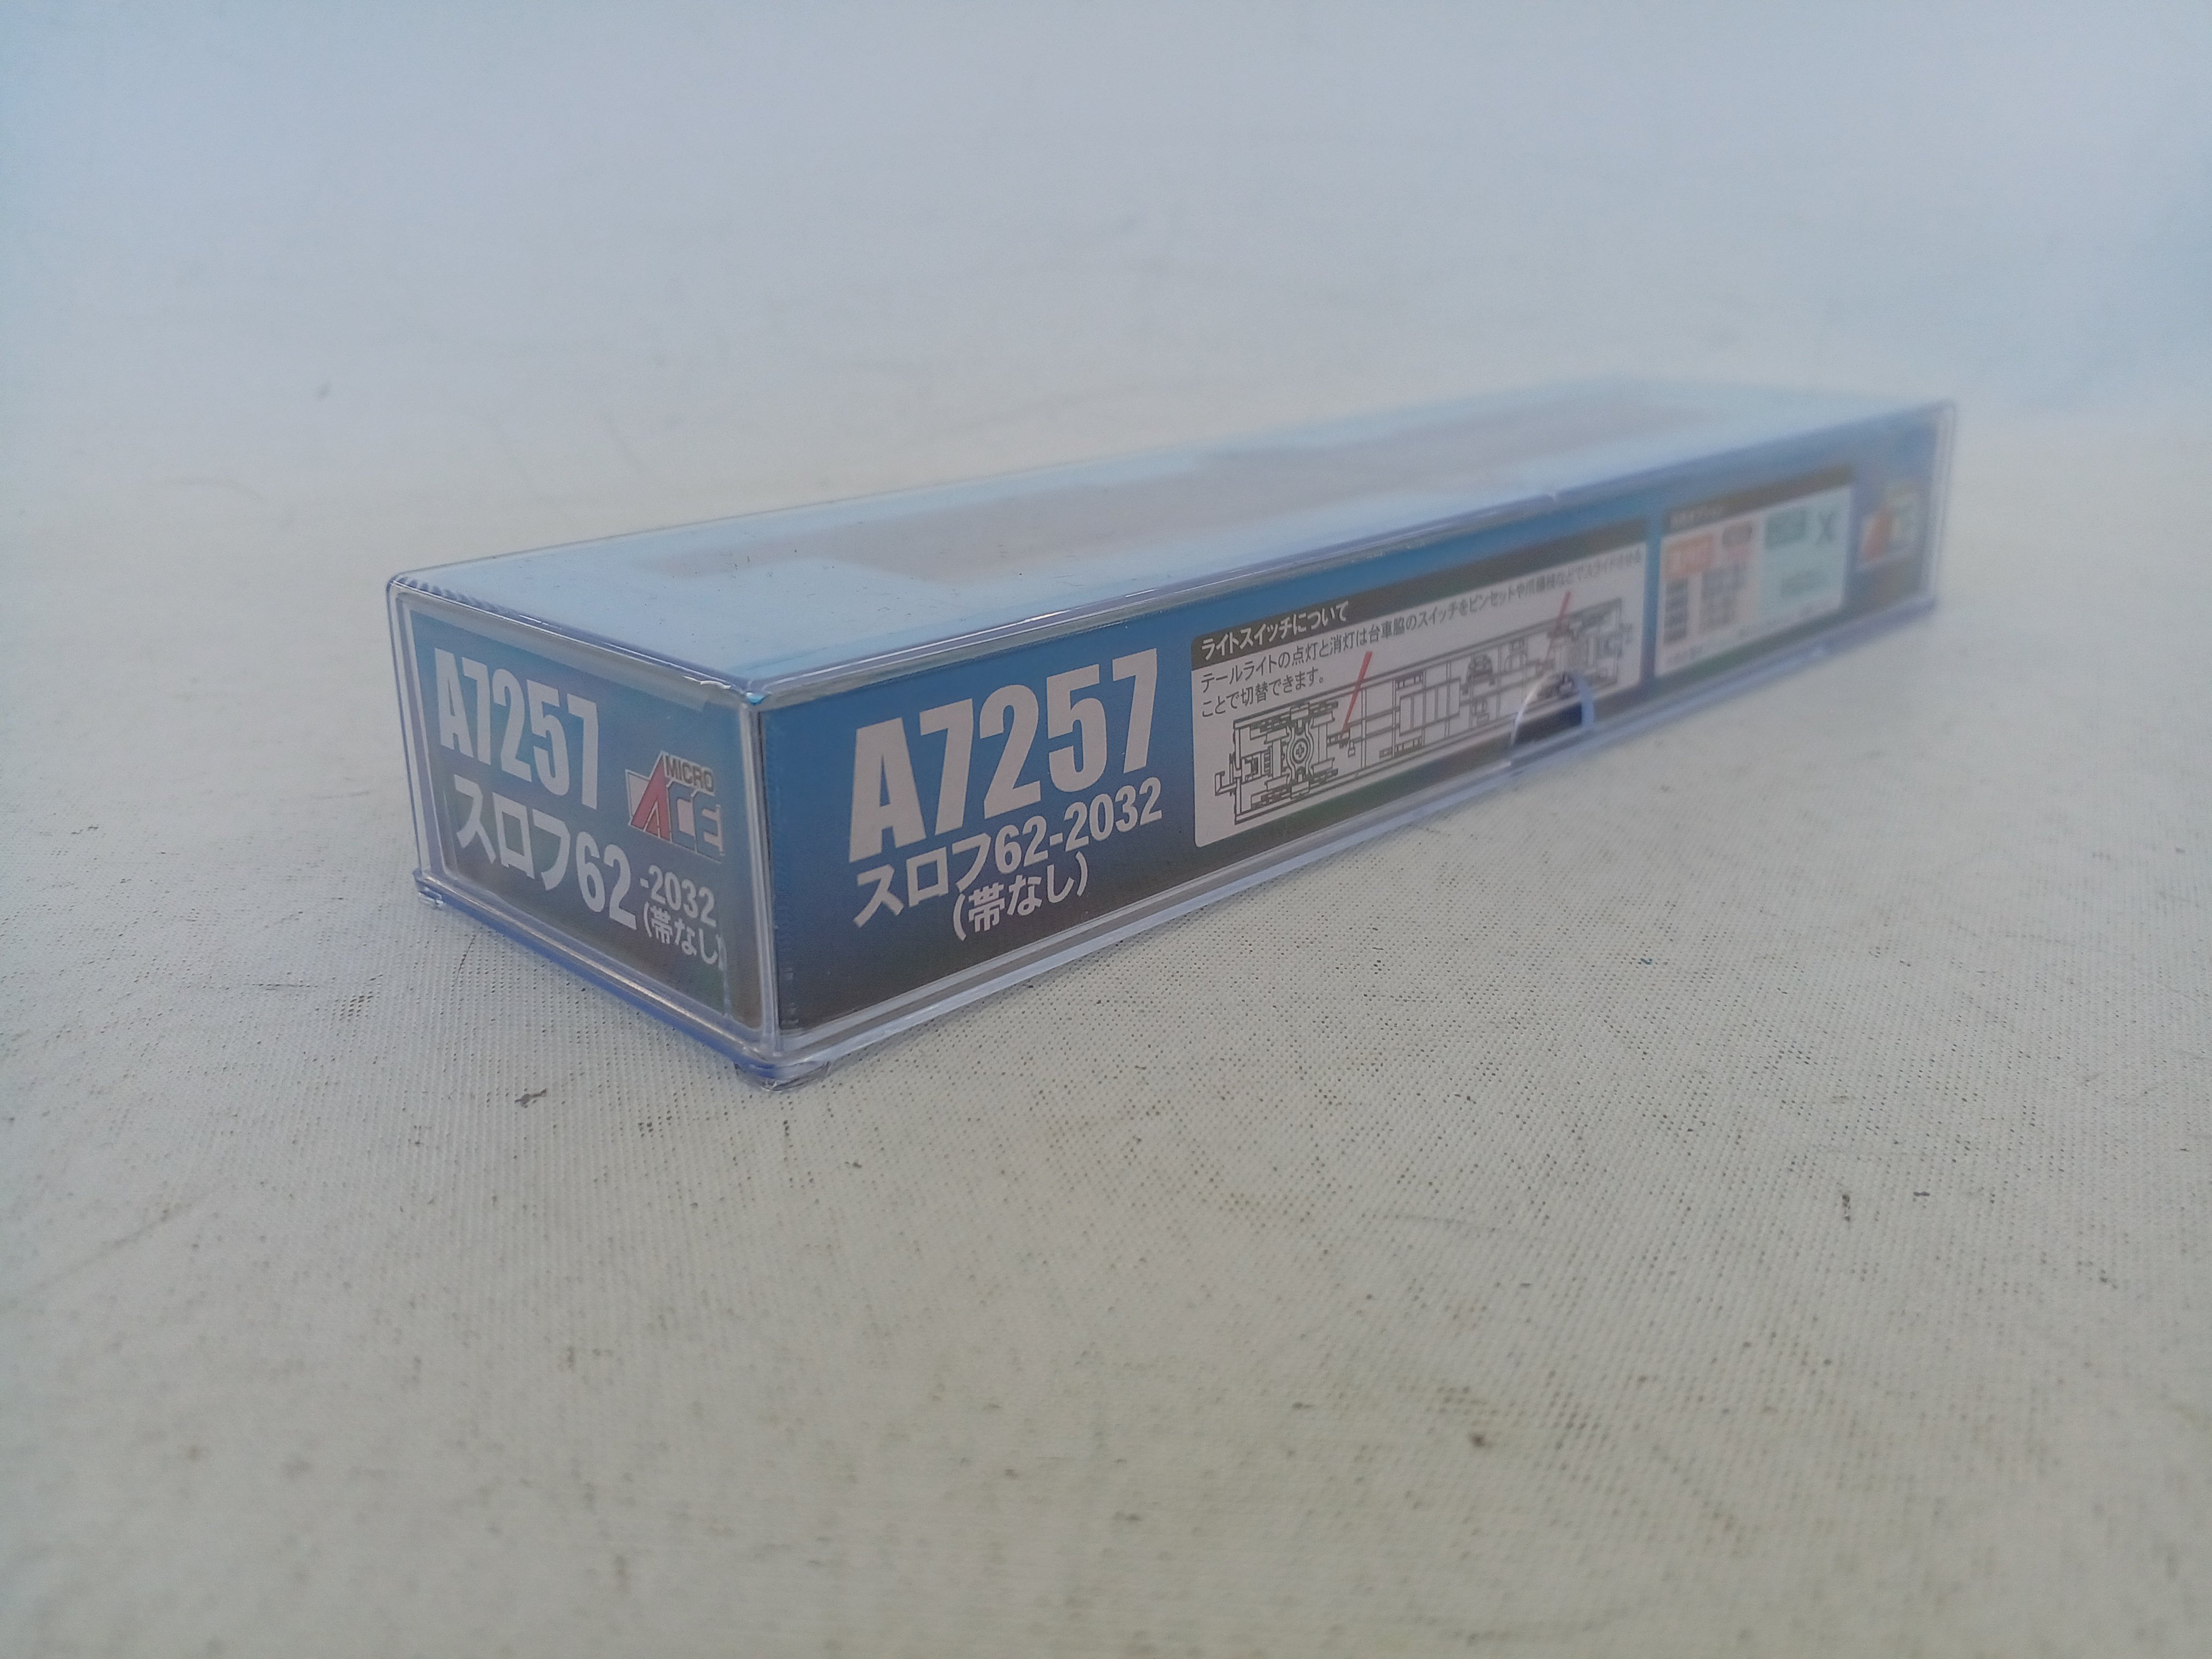 A7257
MICRO
ACE
スロフ62
-2032
(帯なし)
A7257
スロフ62-2032
(帯なし)
ライトスイッチについて
テールライトの点灯と消灯は台車脇のスイッチをピンセットや爪楊枝などでスライドさせる
ことで切替できます。